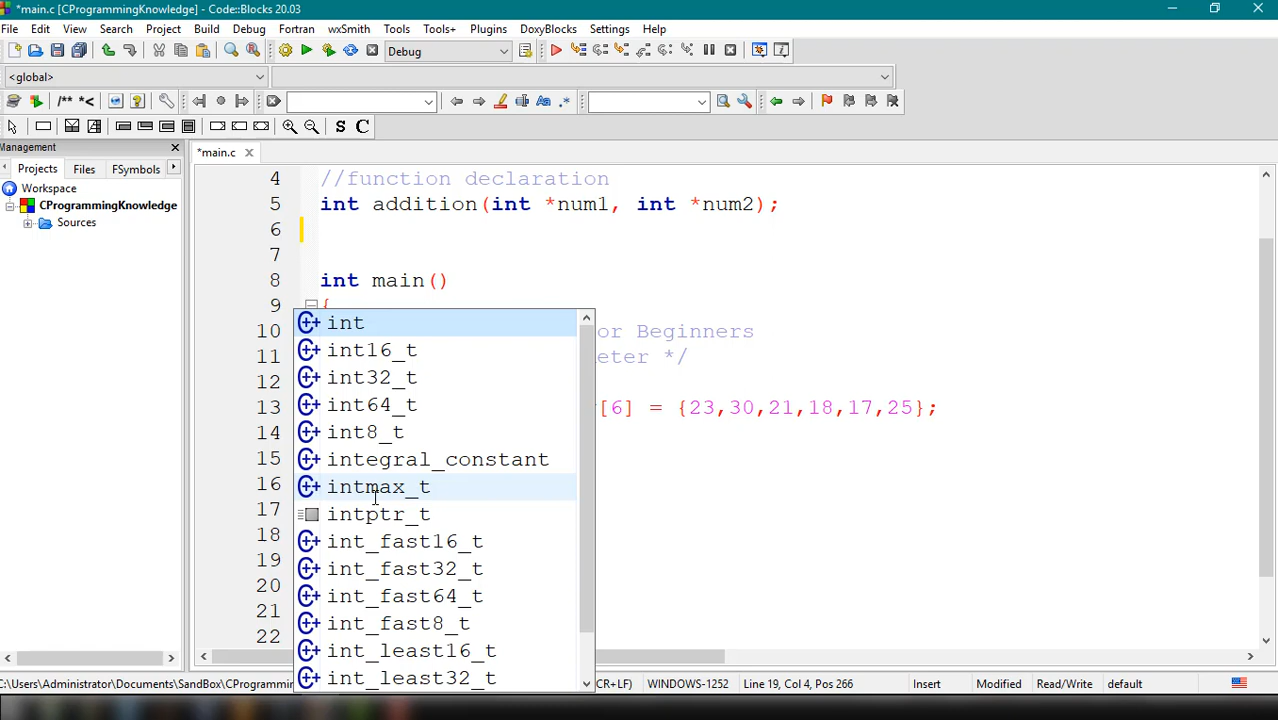 *main.c [CProgrammingKnowledge] - Code::Blocks 20.03
File Edit View Search Project Build Debug Fortran wxSmith Tools Tools+ Plugins DoxyBlocks Settings Help
Debug
<global>
/** *<
S C
Management
*main.c
Projects Files FSymbols
Workspace
CProgrammingKnowledge
Sources
4 //function declaration
5 int addition(int *num1, int *num2);
6
7
8 int main()
9 {
10 or Beginners
11 eter */
12
13 [6] = {23,30,21,18,17,25};
14
15
16
17
18
19
20
21
22
int
int16_t
int32_t
int64_t
int8_t
integral_constant
intmax_t
intptr_t
int_fast16_t
int_fast32_t
int_fast64_t
int_fast8_t
int_least16_t
int_least32_t
C:\Users\Administrator\Documents\SandBox\CProgramming CR+LF) WINDOWS-1252 Line 19, Col 4, Pos 266 Insert Modified Read/Write default